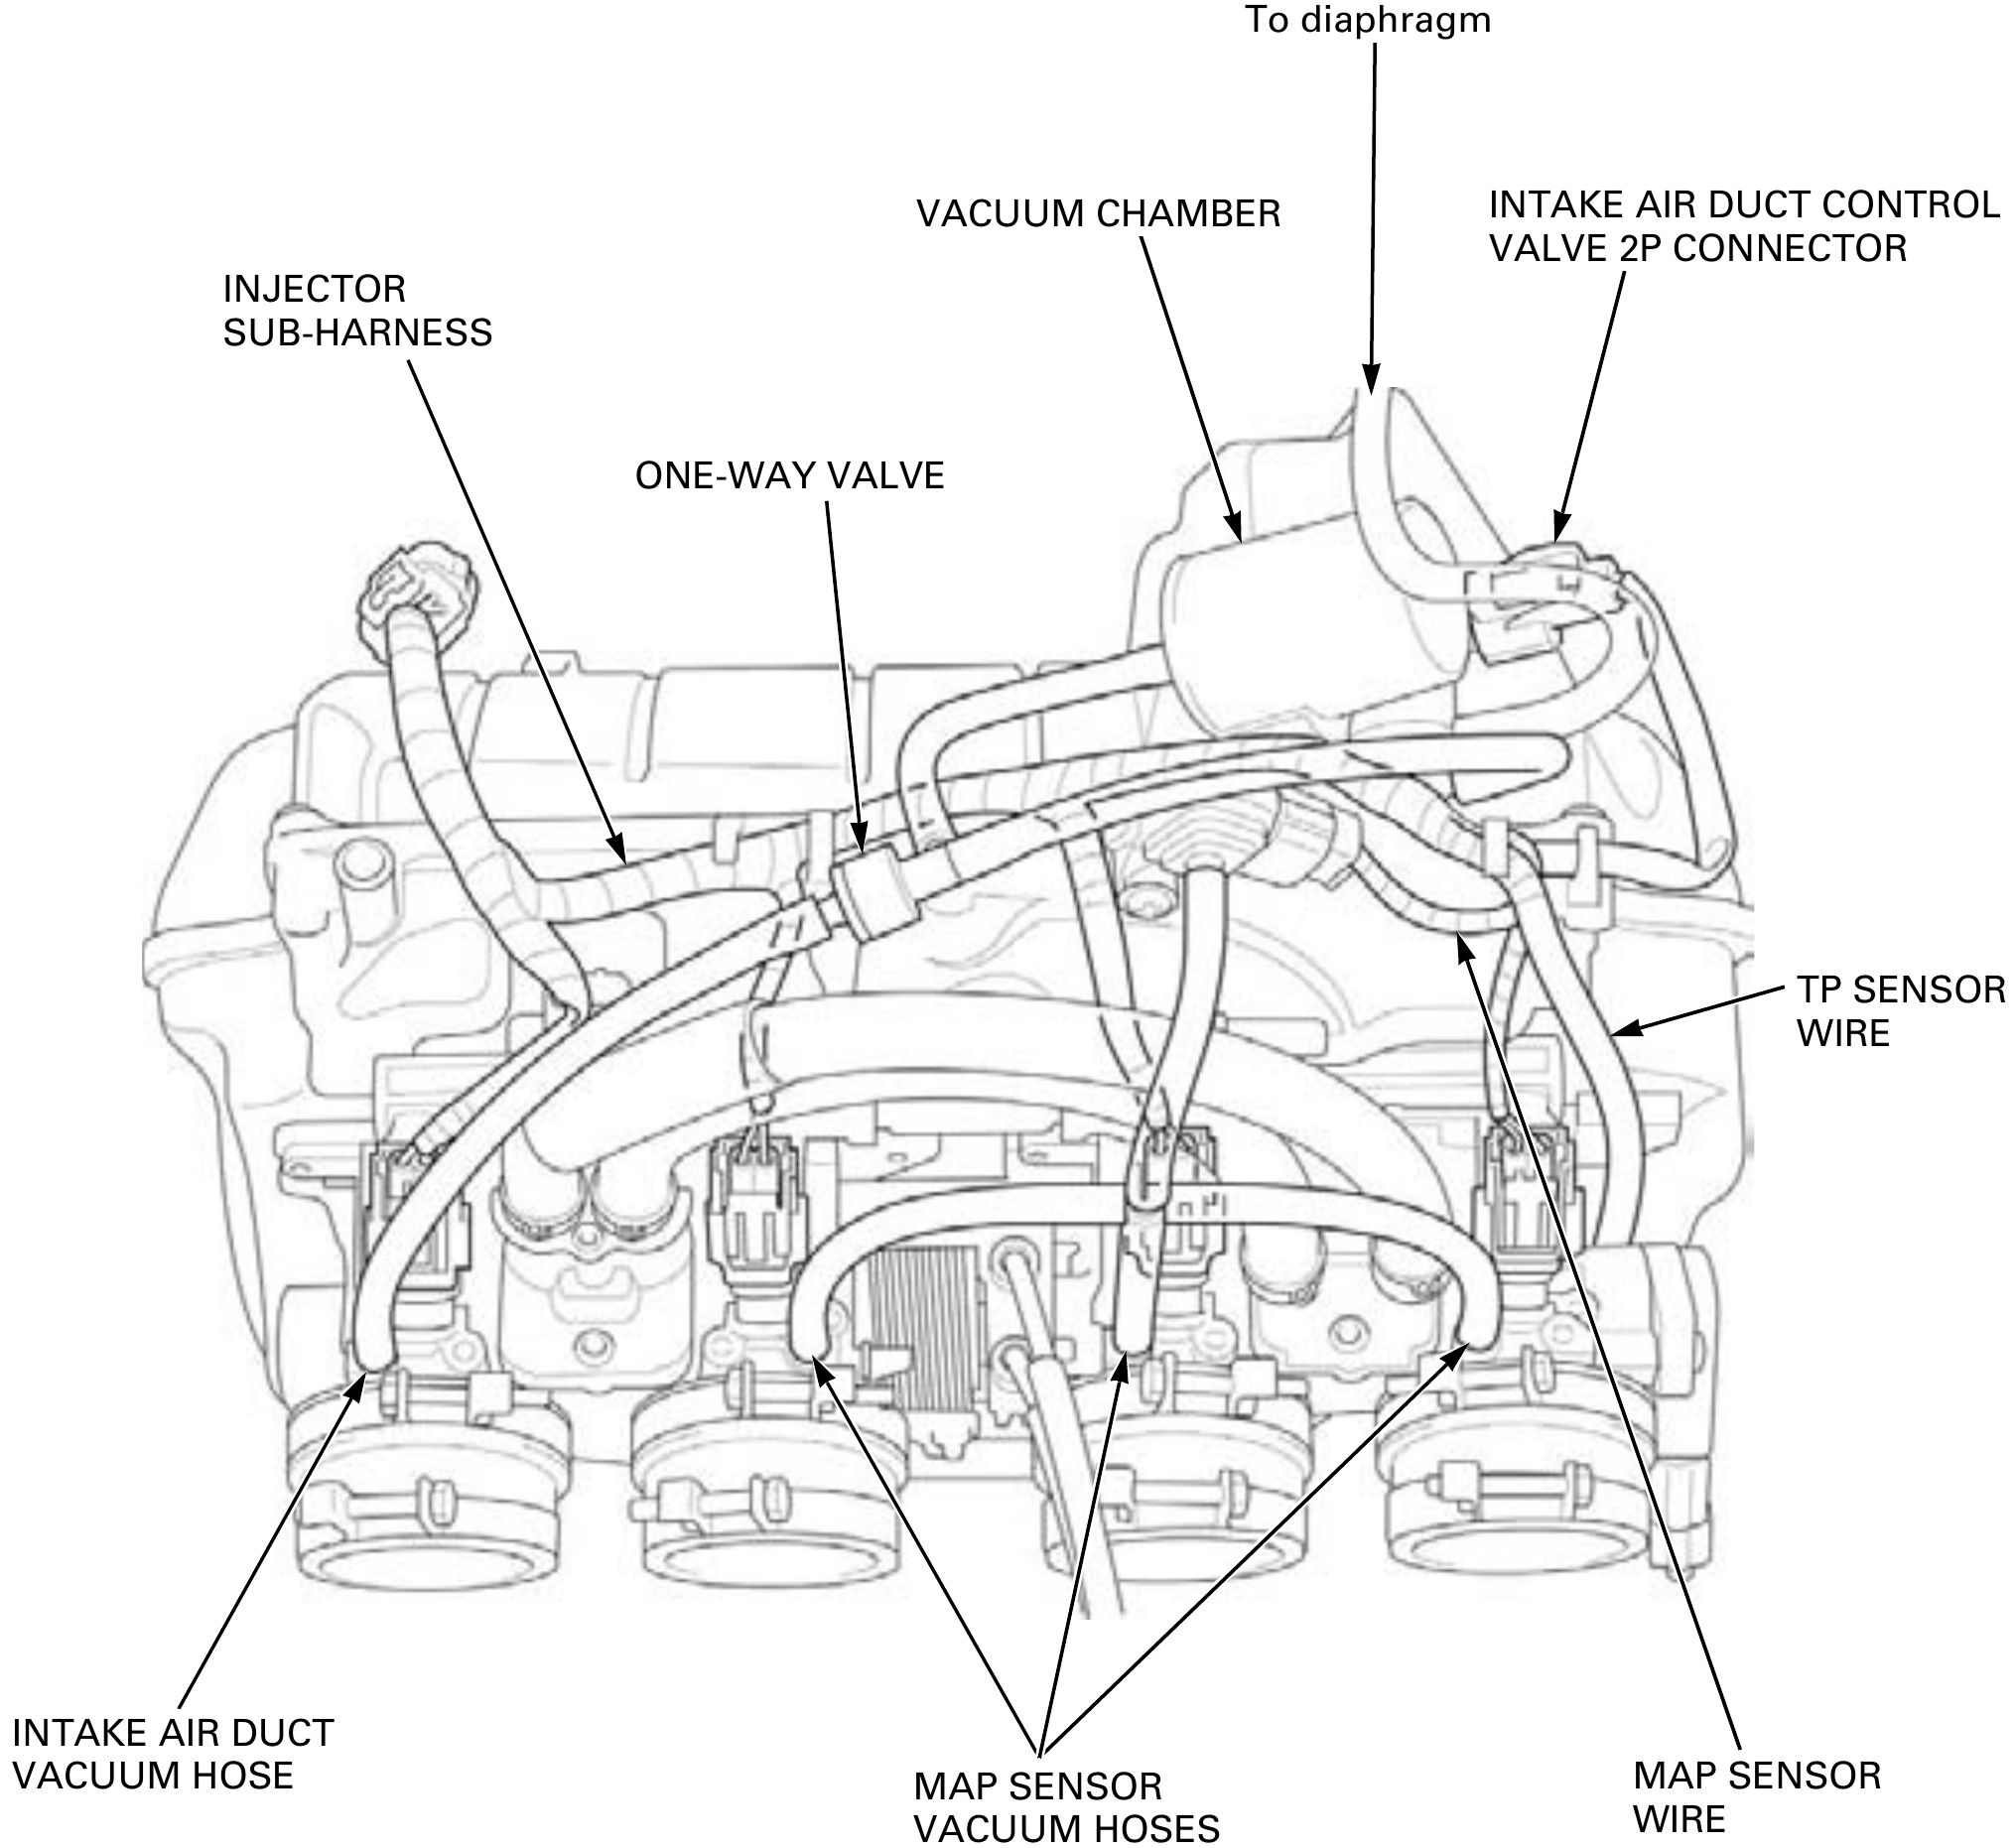 To diaphragm
INTAKE AIR DUCT CONTROL
VALVE 2P CONNECTOR
VACUUM CHAMBER
INJECTOR
SUB-HARNESS
ONE-WAY VALVE
TP SENSOR
WIRE
INTAKE AIR DUCT
VACUUM HOSE
MAP SENSOR
VACUUM HOSES
MAP SENSOR
WIRE